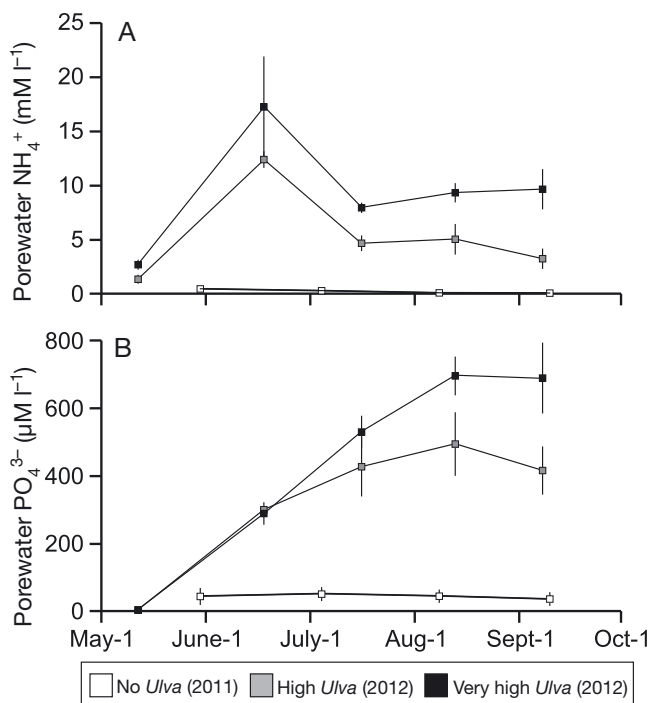 A
25
20
15
10
5
0
Porewater NH₄⁺ (mM l⁻¹)
B
800
600
400
200
0
Porewater PO₄³⁻ (µM l⁻¹)
May-1 June-1 July-1 Aug-1 Sept-1 Oct-1
No Ulva (2011) High Ulva (2012) Very high Ulva (2012)